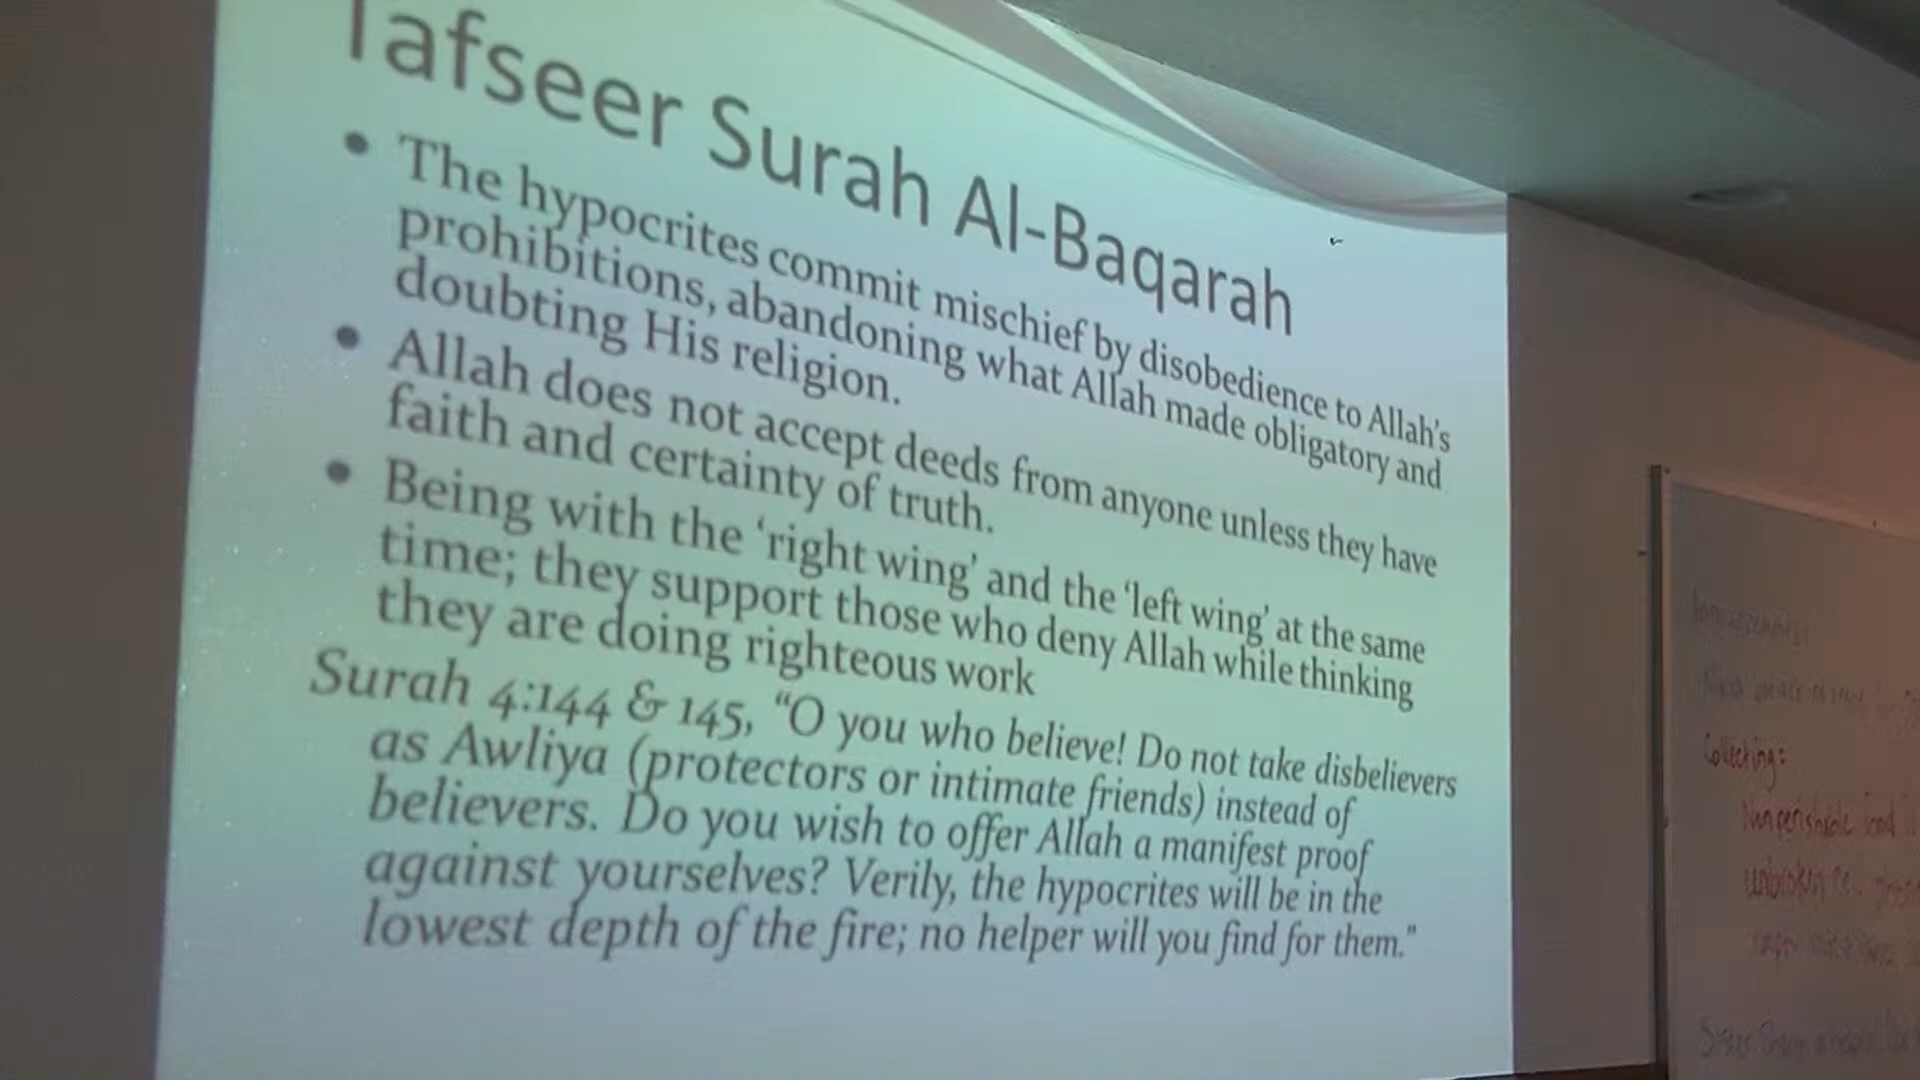 Tafseer Surah Al-Baqarah
• The hypocrites commit mischief by disobedience to Allah's
prohibitions, abandoning what Allah made obligatory and
doubting His religion.
• Allah does not accept deeds from anyone unless they have
faith and certainty of truth.
• Being with the ‘right wing’ and the ‘left wing’ at the same
time; they support those who deny Allah while thinking
they are doing righteous work
Surah 4:144 & 145, “O you who believe! Do not take disbelievers
as Awliya (protectors or intimate friends) instead of
believers. Do you wish to offer Allah a manifest proof
against yourselves? Verily, the hypocrites will be in the
lowest depth of the fire; no helper will you find for them.”
Collecting:
Nonperishable food
Sister